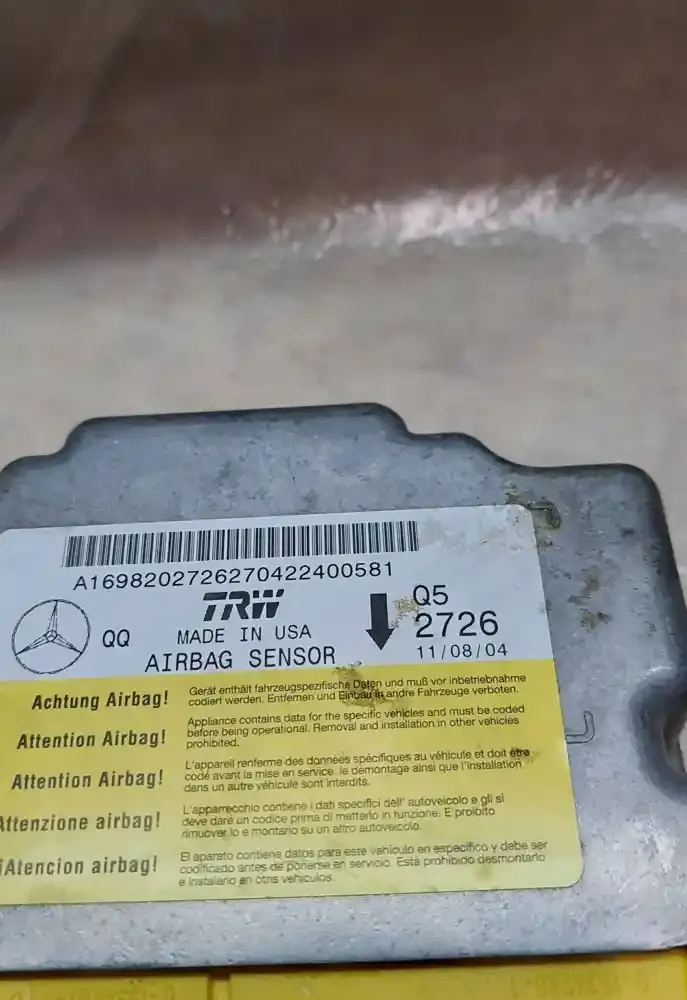 A1698202726270422400581
TRW
QQ
MADE IN USA
AIRBAG SENSOR
Q5
2726
11/08/04
Achtung Airbag!
Gerät enthält fahrzeugspezifische Daten und muß vor inbetriebnahme
codiert werden. Entfernen und Einbau in andre Fahrzeuge verboten.
Attention Airbag!
Appliance contains data for the specific vehicles and must be coded
before being operational. Removal and installation in other vehicles
prohibited.
Attention Airbag!
L'appareil renferme des données spécifiques au véhicule et doit être
codé avant la mise en service. le démontage ainsi que l'installation
dans un autre véhicule sont interdits.
Attenzione airbag!
L'apparecchio contiene i dati specifici dell' autoveicolo e gli si
deve dare un codice prima di metterlo in funzione. E proibito
rimuoverlo e montario su un altro autoveicolo.
¡Atencion airbag!
El aparato contiene datos para este vehiculo en especifico y debe ser
codificado antes de ponerse en servicio. Está prohibido desmontarlo
e instalario en otris vehiculos.